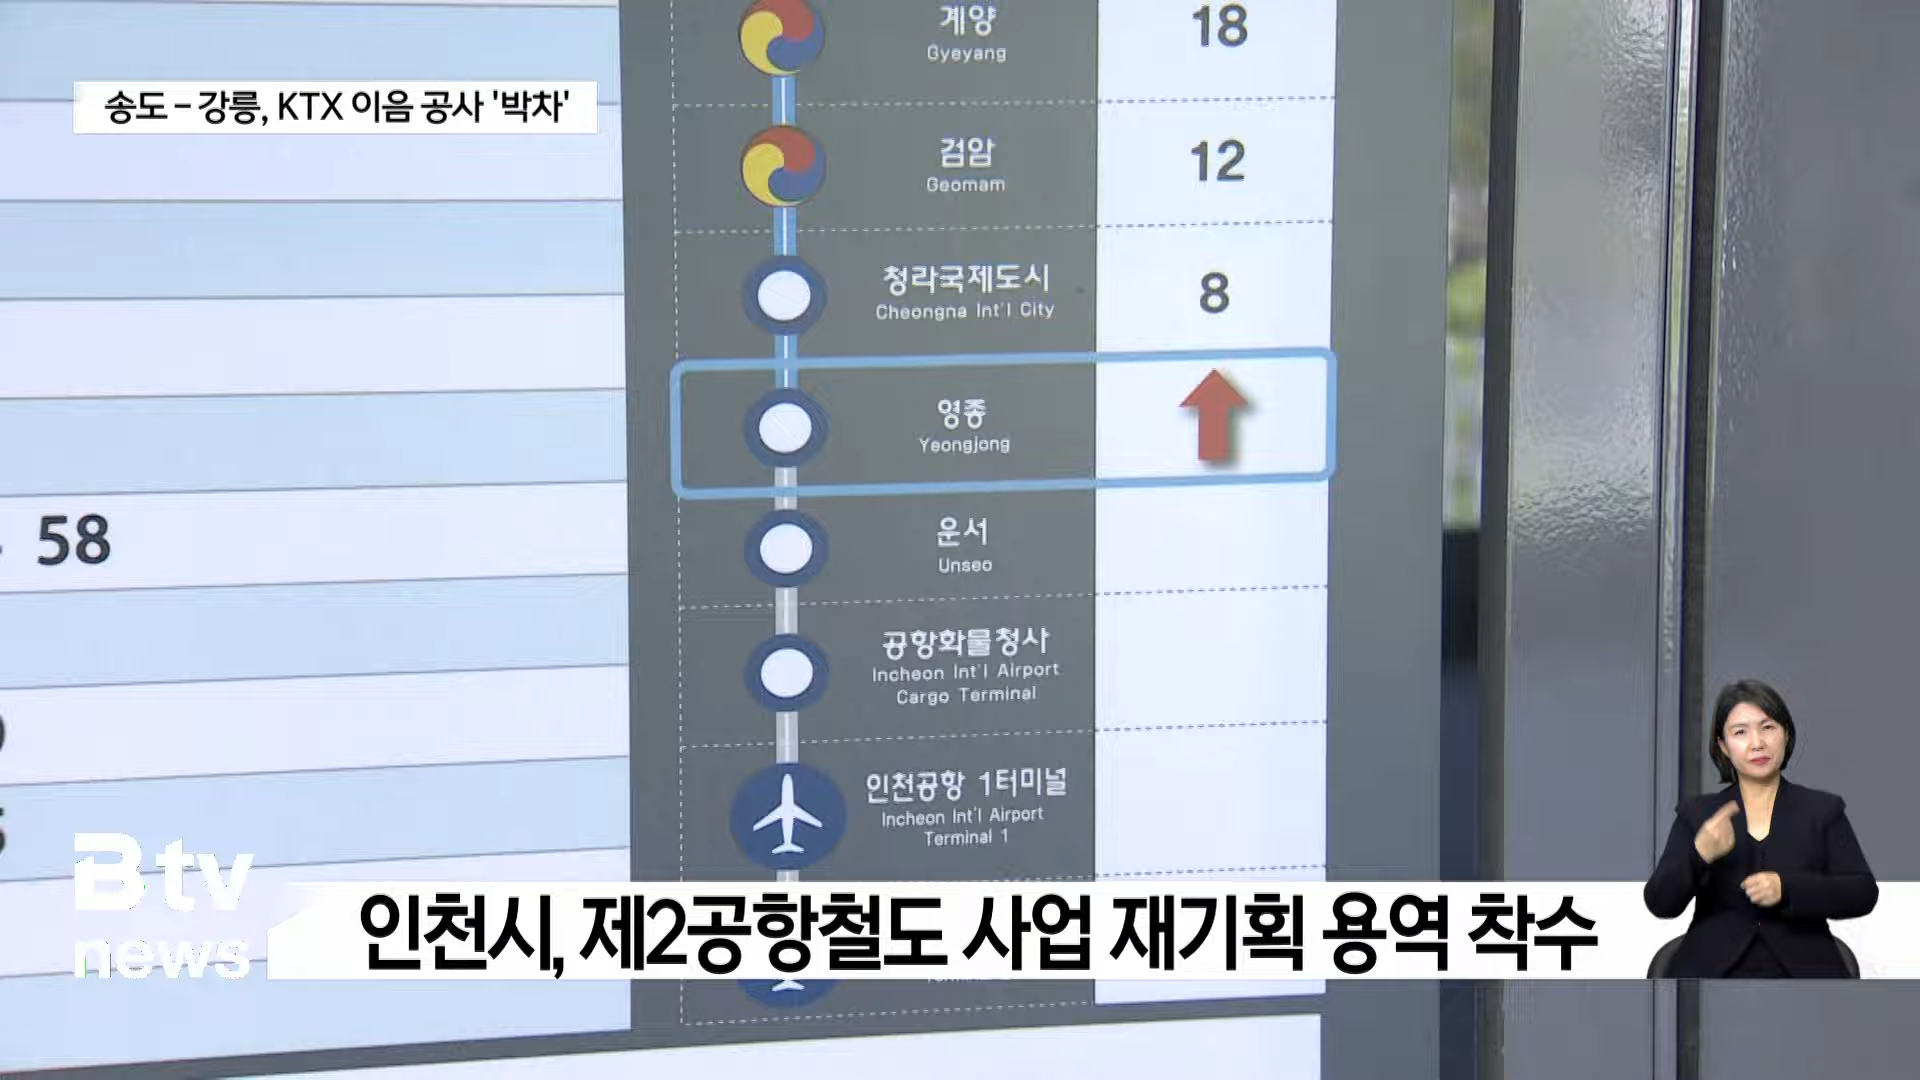 송도 - 강릉, KTX 이음 공사 '박차'
계양
Gyeyang
18
검암
Geomam
12
청라국제도시
Cheongna Int'l City
8
영종
Yeongjong
58
운서
Unseo
공항화물청사
Incheon Int'l Airport
Cargo Terminal
인천공항 1터미널
Incheon Int'l Airport
Terminal 1
B tv
news
인천시, 제2공항철도 사업 재기획 용역 착수